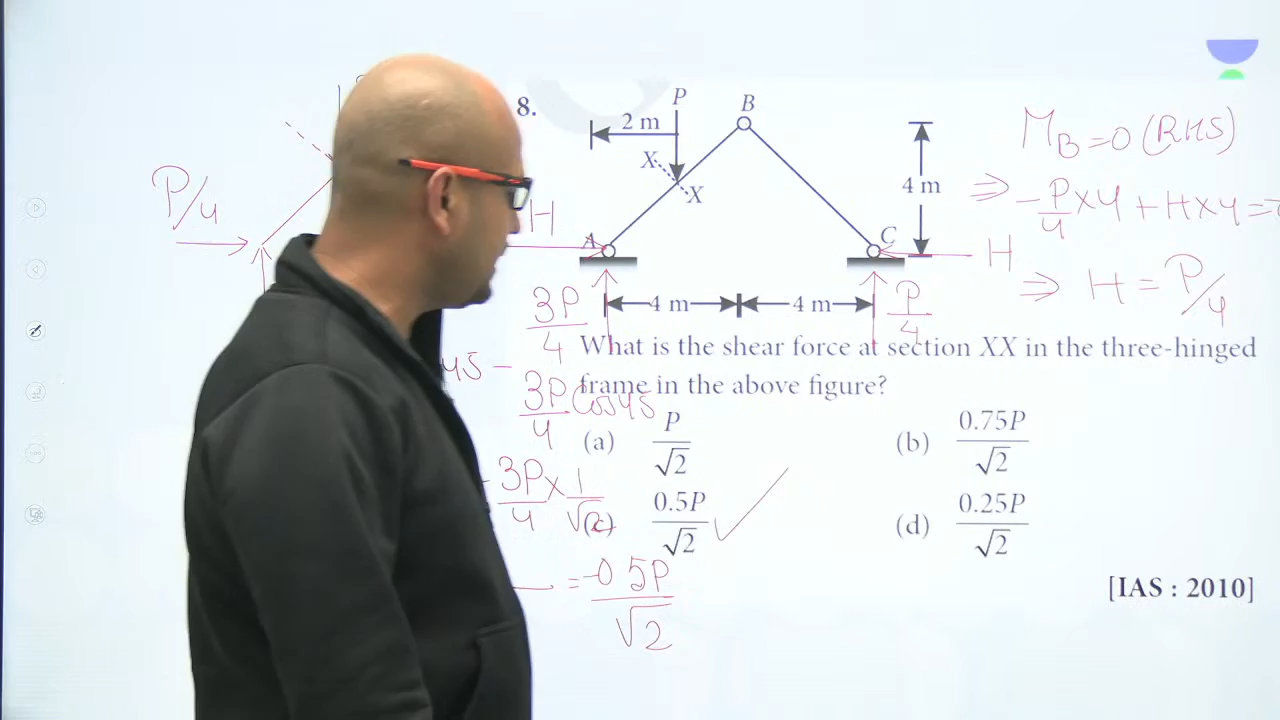 8.
P
B
2 m
X
X
4 m
A
C
H
H
P/4
3P/4
P/4
4 m
4 m
M_B = 0 (RHS)
⇒ -P/4 × 4 + H × 4 =
⇒ H = P/4
What is the shear force at section XX in the three-hinged
frame in the above figure?
(a) P/√2
(b) 0.75P/√2
(c) 0.5P/√2 ✓
(d) 0.25P/√2
[IAS : 2010]
45 -
3P/4 Cos45
3P/4 × 1/√2
= -0.5P/√2